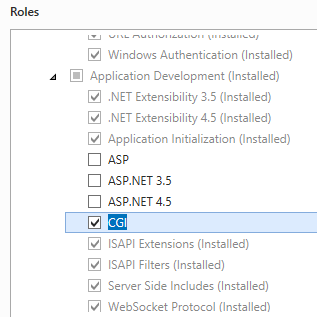 Roles
URL Authorization (Installed)
Windows Authentication (Installed)
Application Development (Installed)
.NET Extensibility 3.5 (Installed)
.NET Extensibility 4.5 (Installed)
Application Initialization (Installed)
ASP
ASP.NET 3.5
ASP.NET 4.5
CGI
ISAPI Extensions (Installed)
ISAPI Filters (Installed)
Server Side Includes (Installed)
WebSocket Protocol (Installed)